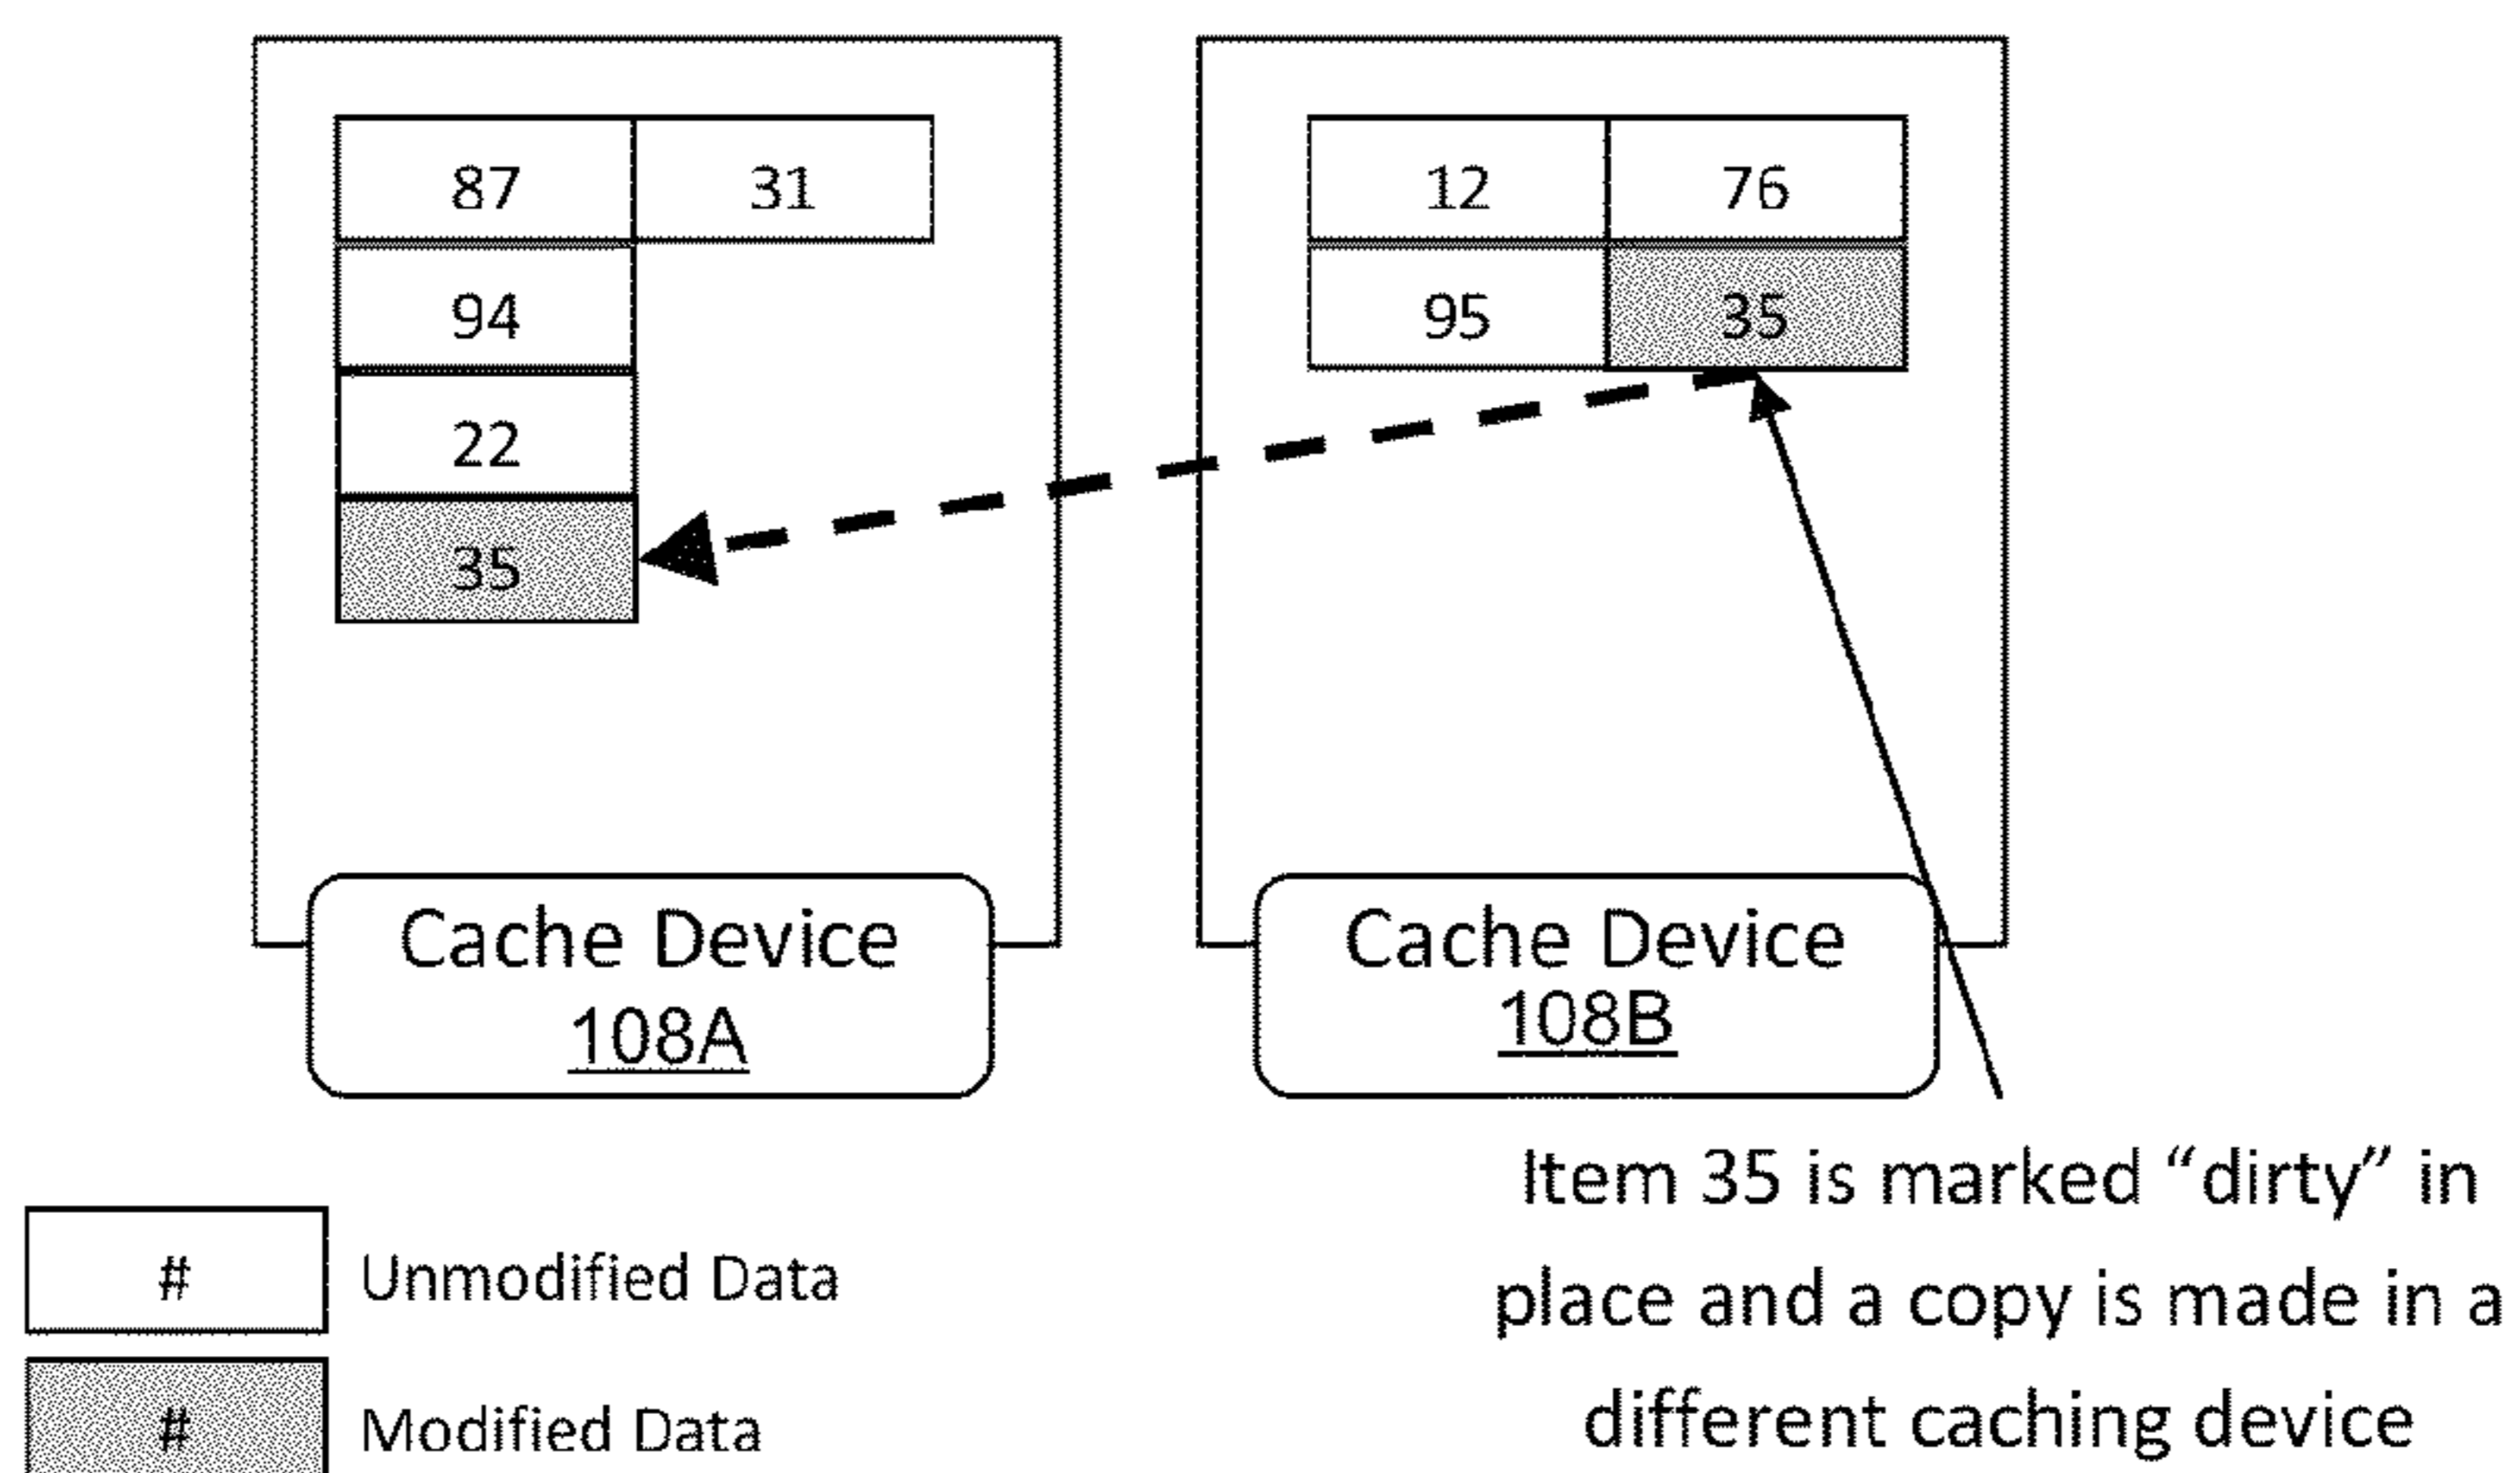 87 31
94
22
35
12 76
95 35
Cache Device
108A
Cache Device
108B
Item 35 is marked “dirty” in
place and a copy is made in a
different caching device
# Unmodified Data
# Modified Data